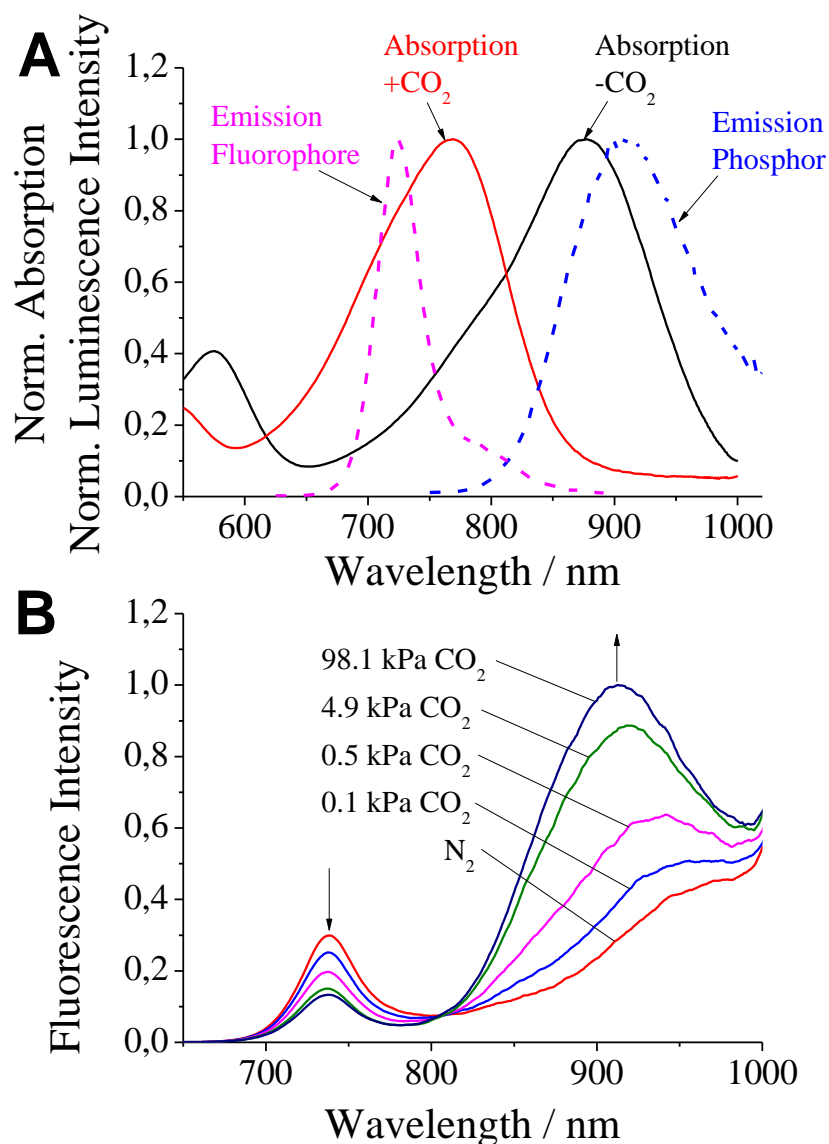 A
Absorption
+CO₂
Absorption
-CO₂
Emission
Fluorophore
Emission
Phosphor
Norm. Absorption
Norm. Luminescence Intensity
1,2
1,0
0,8
0,6
0,4
0,2
0,0
600 700 800 900 1000
Wavelength / nm
B
98.1 kPa CO₂
4.9 kPa CO₂
0.5 kPa CO₂
0.1 kPa CO₂
N₂
Fluorescence Intensity
1,2
1,0
0,8
0,6
0,4
0,2
0,0
700 800 900 1000
Wavelength / nm